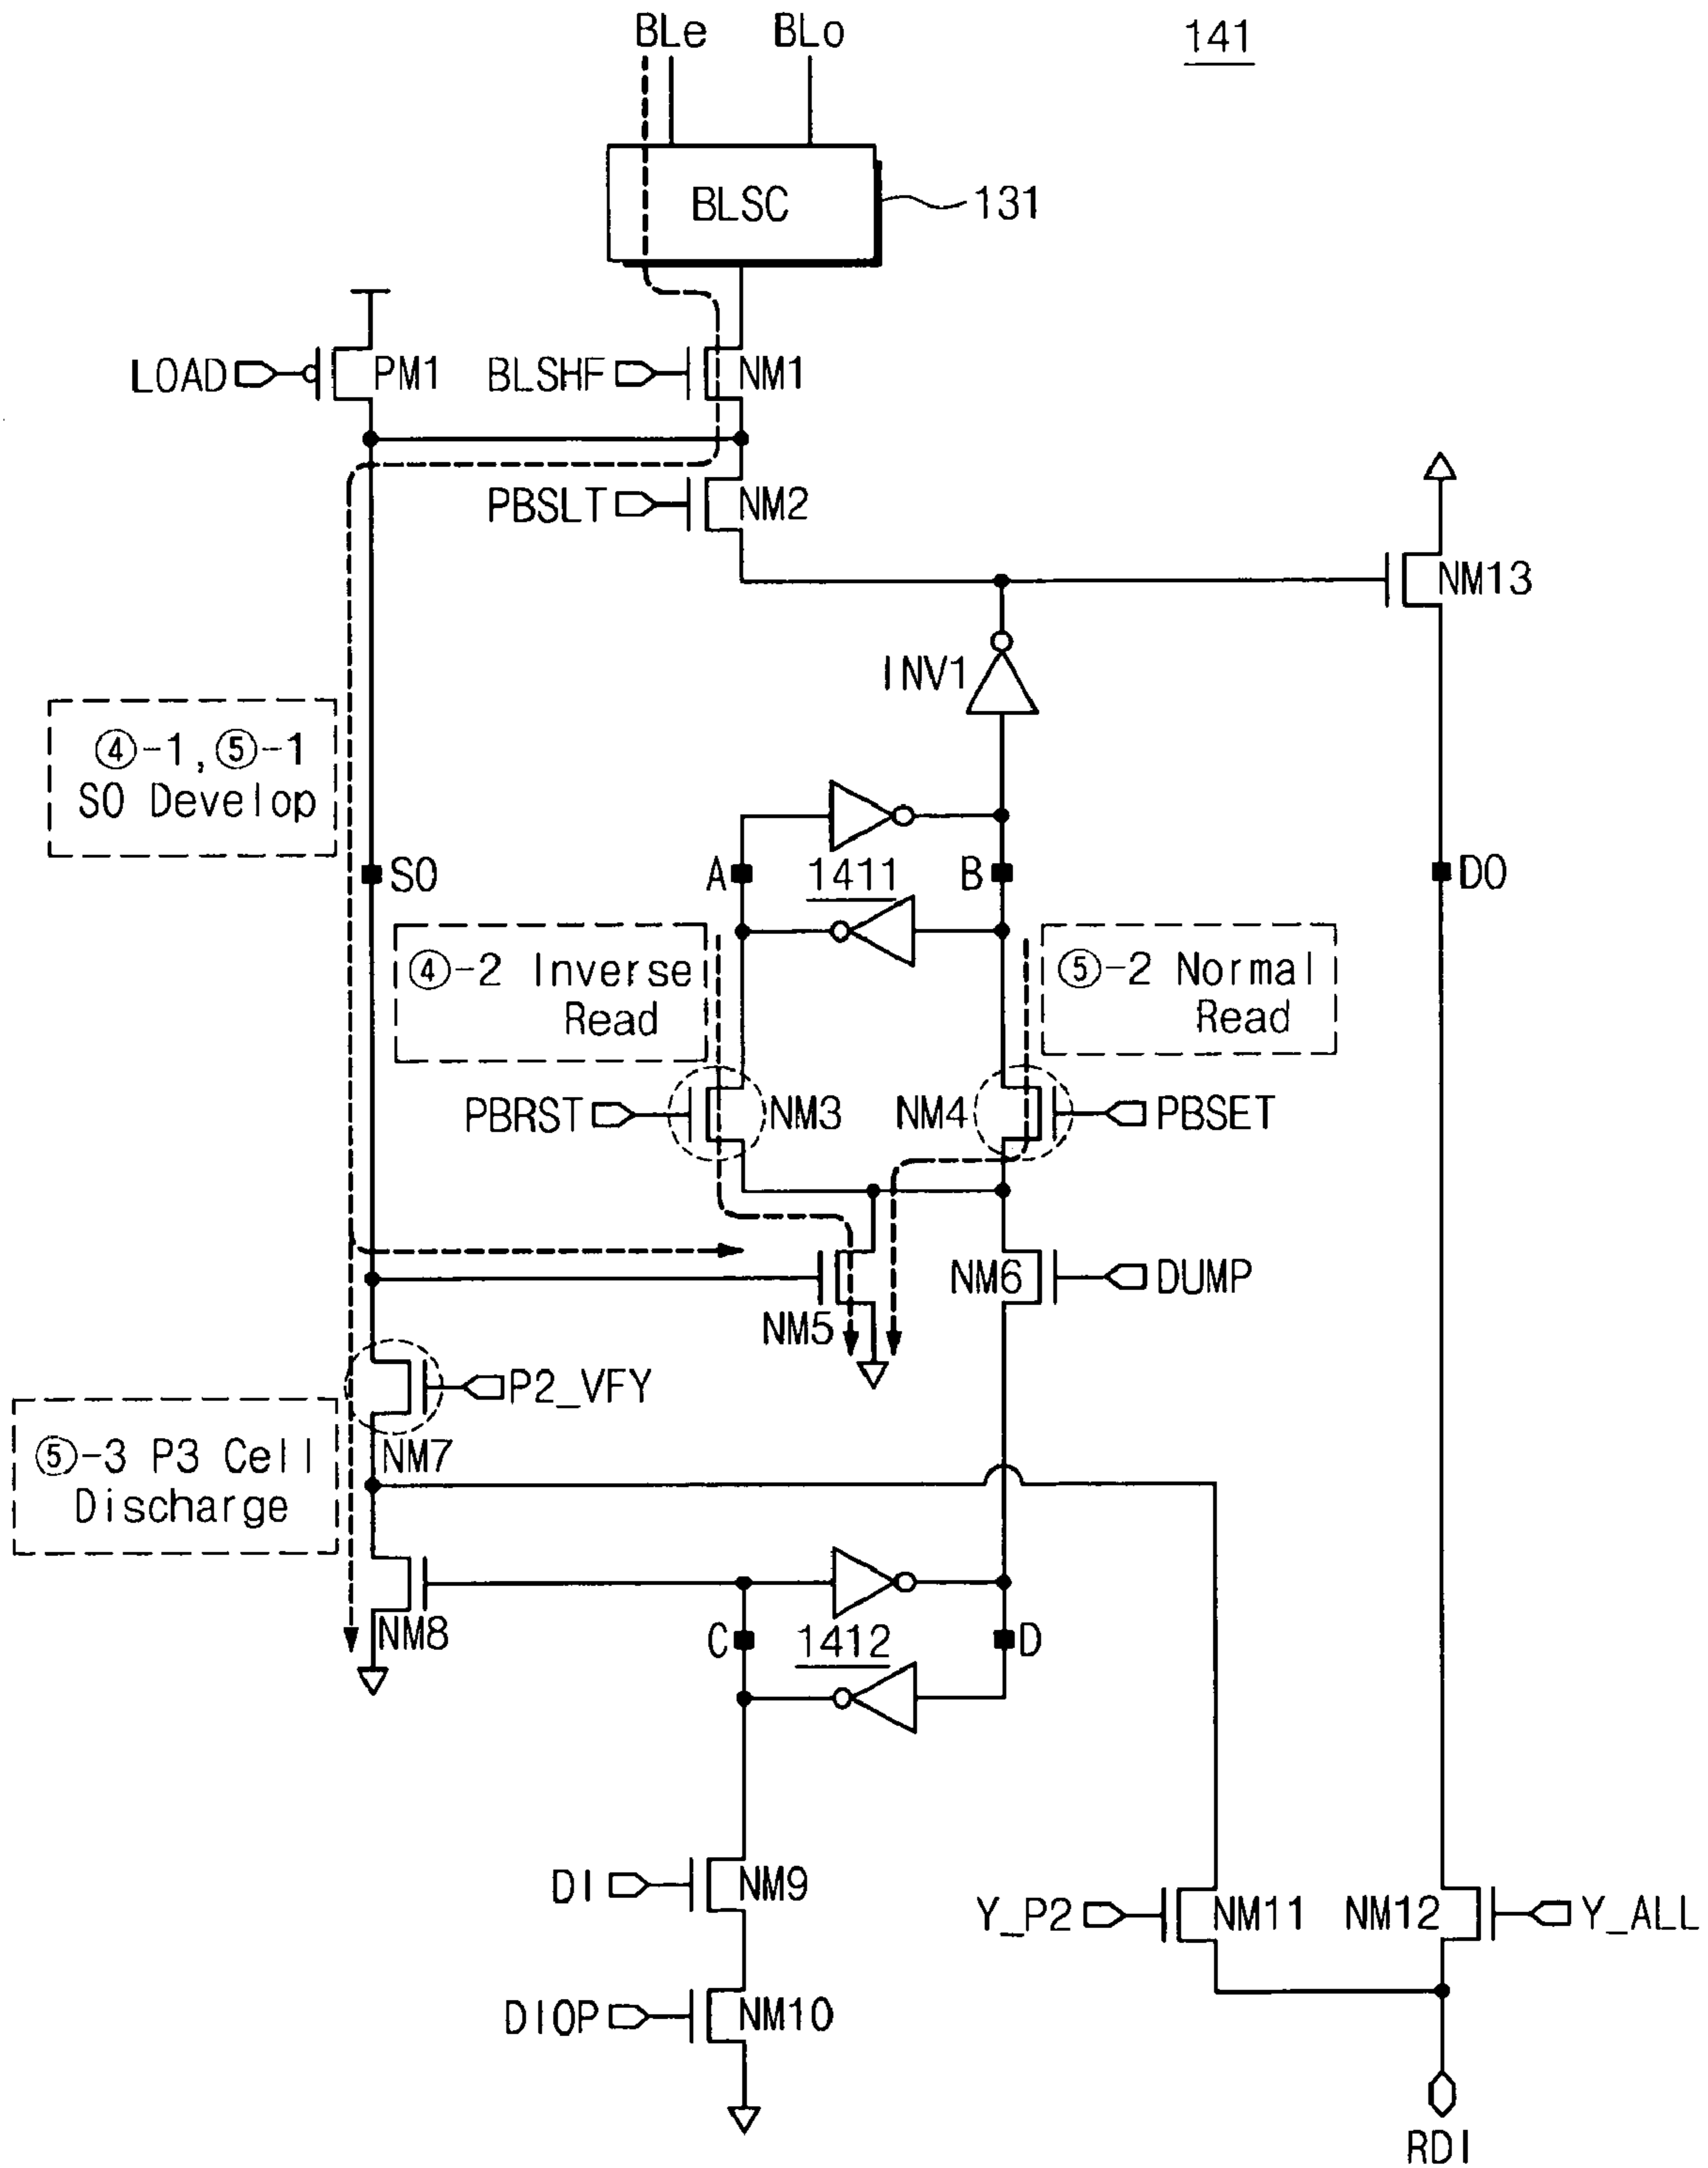 BLe BLo
141
BLSC
131
LOAD
PM1
BLSHF
NM1
PBSLT
NM2
NM13
INV1
④-1, ⑤-1
SO Develop
SO
A
1411
B
DO
④-2 Inverse
Read
⑤-2 Normal
Read
PBRST
NM3
NM4
PBSET
NM6
DUMP
NM5
P2_VFY
⑤-3 P3 Cell
Discharge
NM7
NM8
C
1412
D
DI
NM9
Y_P2
NM11
NM12
Y_ALL
DIOP
NM10
RDI